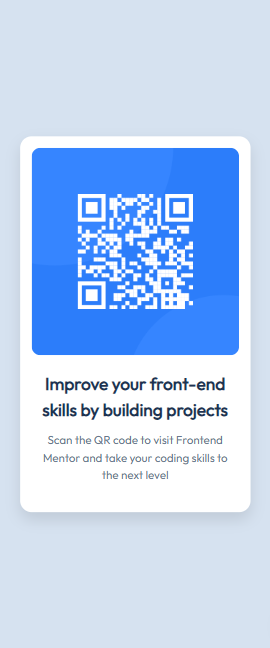 Improve your front-end
skills by building projects
Scan the QR code to visit Frontend
Mentor and take your coding skills to
the next level